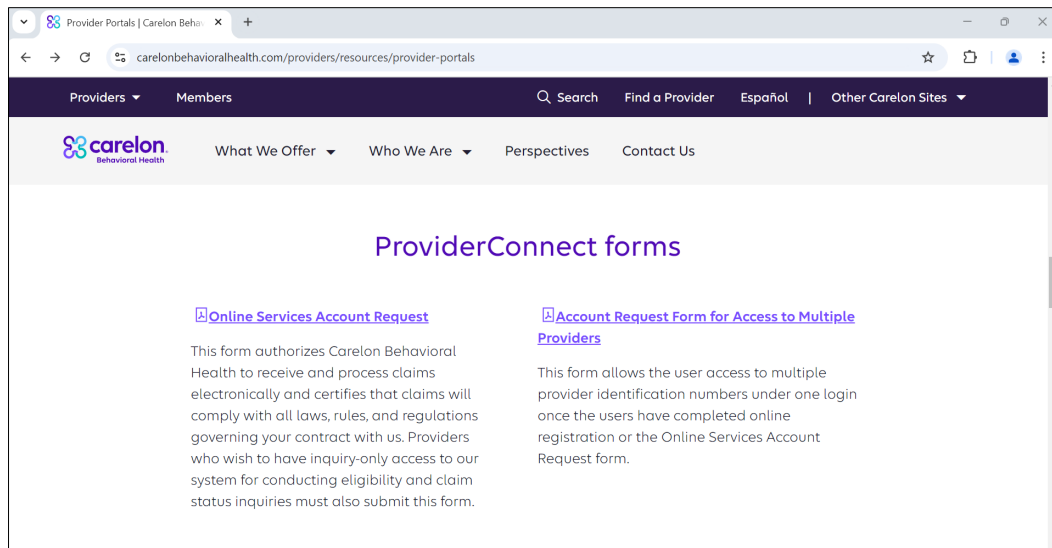 Provider Portals | Carelon Behav
carelonbehavioralhealth.com/providers/resources/provider-portals
Providers Members Search Find a Provider Español | Other Carelon Sites
carelon
Behavioral Health
What We Offer Who We Are Perspectives Contact Us
ProviderConnect forms
Online Services Account Request
This form authorizes Carelon Behavioral
Health to receive and process claims
electronically and certifies that claims will
comply with all laws, rules, and regulations
governing your contract with us. Providers
who wish to have inquiry-only access to our
system for conducting eligibility and claim
status inquiries must also submit this form.
Account Request Form for Access to Multiple
Providers
This form allows the user access to multiple
provider identification numbers under one login
once the users have completed online
registration or the Online Services Account
Request form.